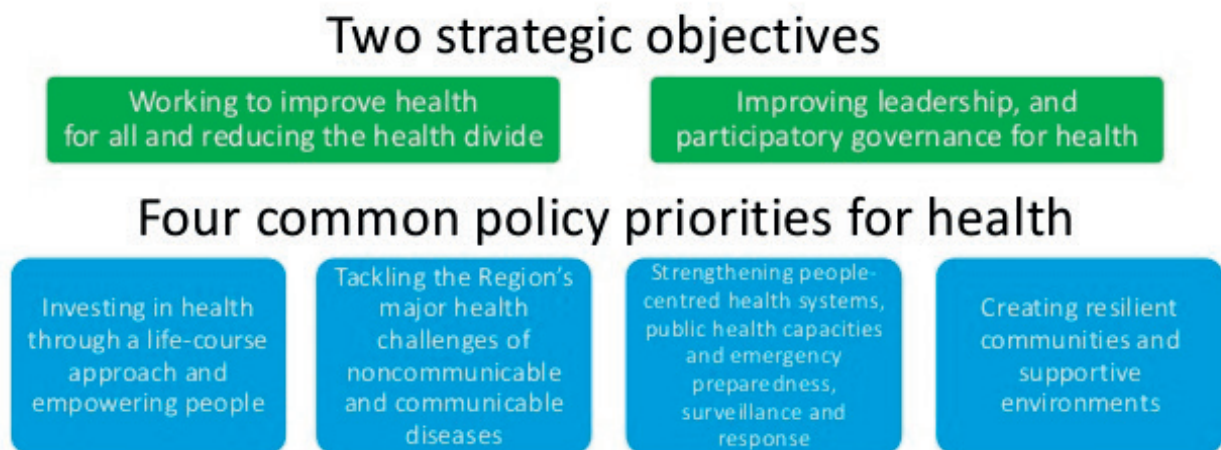 Two strategic objectives
Working to improve health
for all and reducing the health divide
Improving leadership, and
participatory governance for health
Four common policy priorities for health
Investing in health
through a life-course
approach and
empowering people
Tackling the Region's
major health
challenges of
noncommunicable
and communicable
diseases
Strengthening people-
centred health systems,
public health capacities
and emergency
preparedness,
surveillance and
response
Creating resilient
communities and
supportive
environments